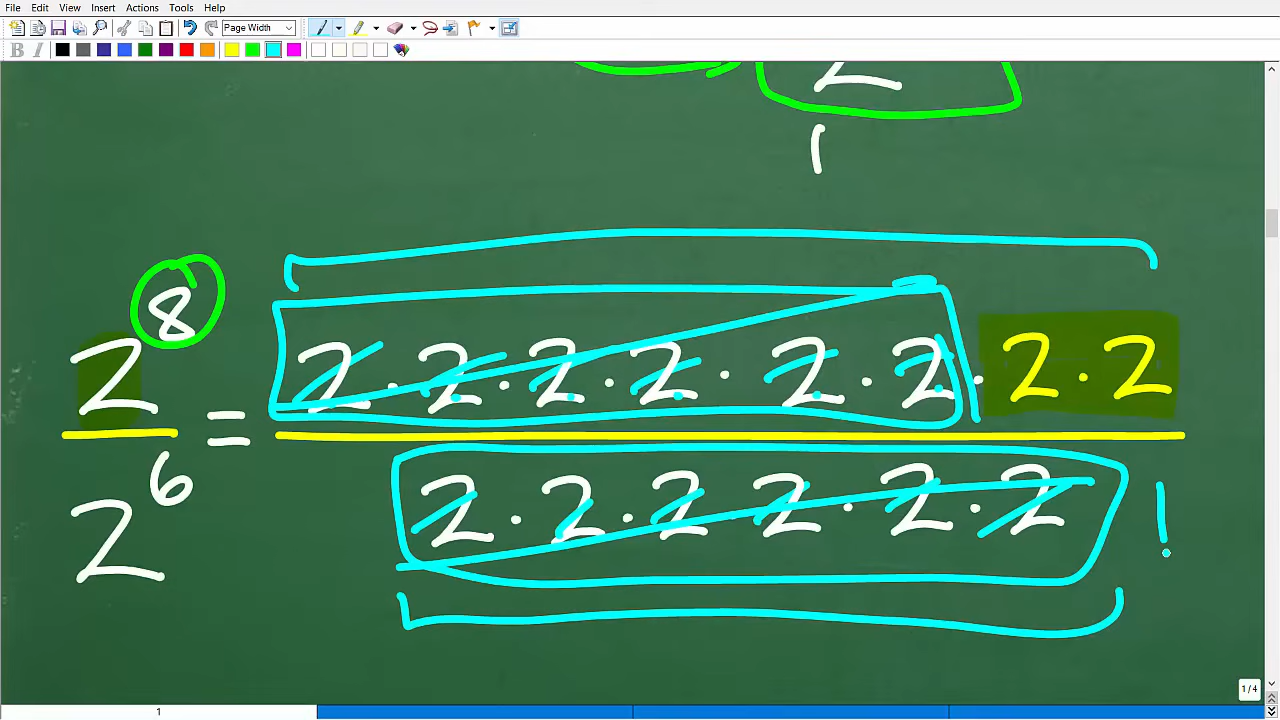 File Edit View Insert Actions Tools Help
Page Width
B I
2
1
2^8 = 2 · 2 · 2 · 2 · 2 · 2 · 2 · 2
2^6 2 · 2 · 2 · 2 · 2 · 2 1
1/4
1